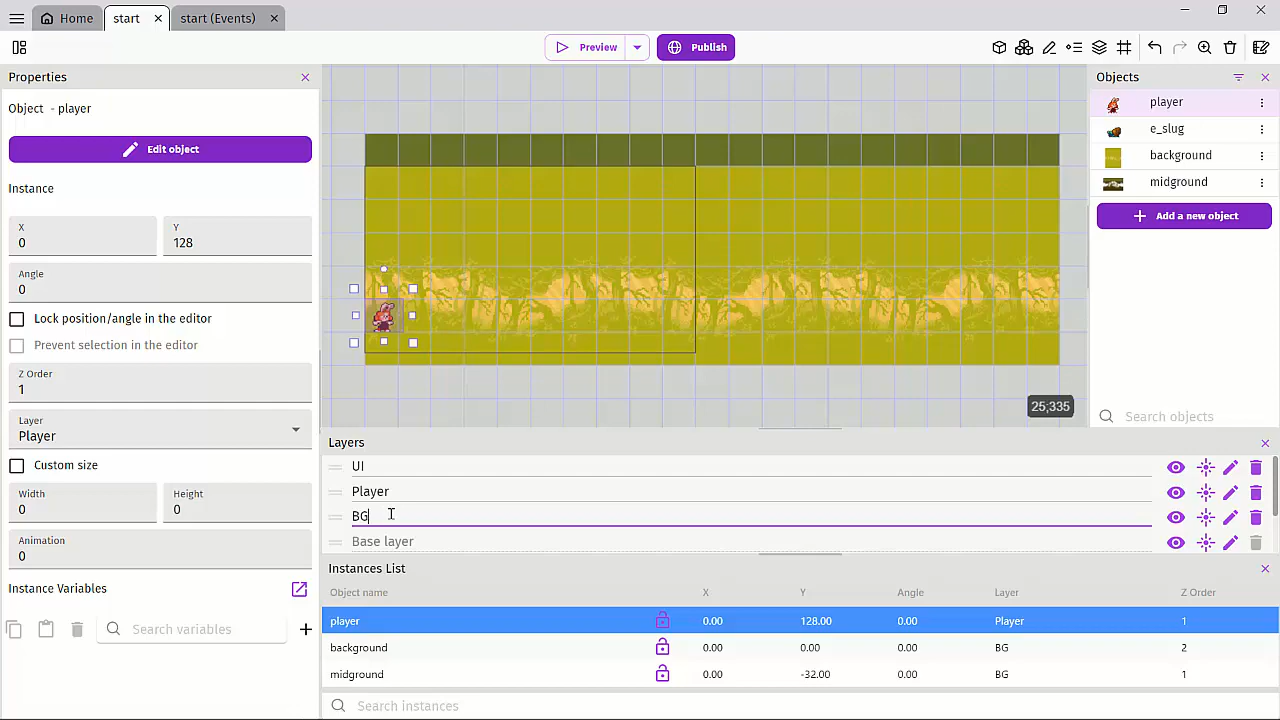 Home
start
start (Events)
Preview
Publish
Properties
Object - player
Edit object
Instance
X
0
Y
128
Angle
0
Lock position/angle in the editor
Prevent selection in the editor
Z Order
1
Layer
Player
Custom size
Width
0
Height
0
Animation
0
Instance Variables
Search variables
25;335
Objects
player
e_slug
background
midground
Add a new object
Search objects
Layers
UI
Player
BG
Base layer
Instances List
Object name X Y Angle Layer Z Order
player 0.00 128.00 0.00 Player 1
background 0.00 0.00 0.00 BG 2
midground 0.00 -32.00 0.00 BG 1
Search instances